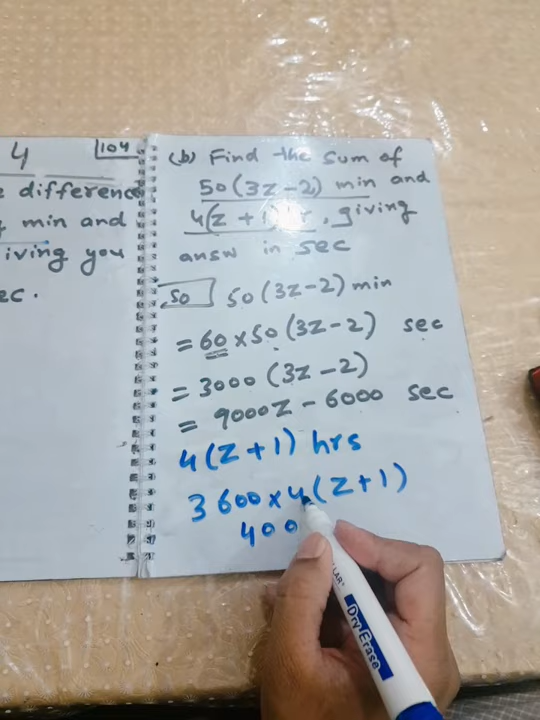 4
104
difference
min and
iving you
ec.
(b) Find the sum of
50(3z-2) min and
4(z+1) , giving
answ in sec
so 50(3z-2) min
= 60 × 50 (3z-2) sec
= 3000 (3z-2)
= 9000z - 6000 sec
4(z+1) hrs
3600 × 4(z+1)
400
Dry Erase